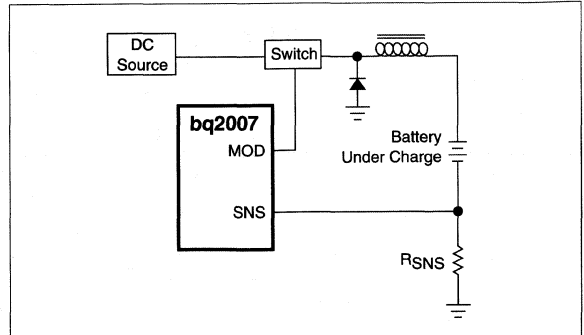 DC
Source
Switch
bq2007
MOD
Battery
Under Charge
SNS
RSNS